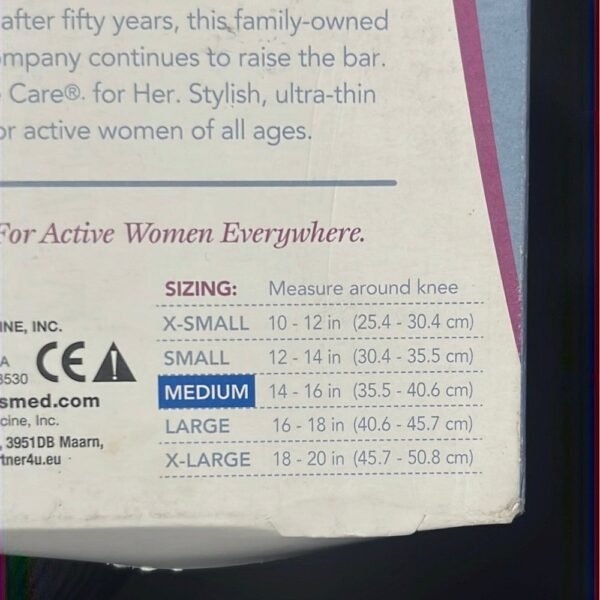 after fifty years, this family-owned
mpany continues to raise the bar.
Care®. for Her. Stylish, ultra-thin
or active women of all ages.
For Active Women Everywhere.
SIZING: Measure around knee
X-SMALL 10 - 12 in (25.4 - 30.4 cm)
SMALL 12 - 14 in (30.4 - 35.5 cm)
MEDIUM 14 - 16 in (35.5 - 40.6 cm)
LARGE 16 - 18 in (40.6 - 45.7 cm)
X-LARGE 18 - 20 in (45.7 - 50.8 cm)
INE, INC.
A
3530
CE
smed.com
cine, Inc.
, 3951DB Maarn,
tner4u.eu